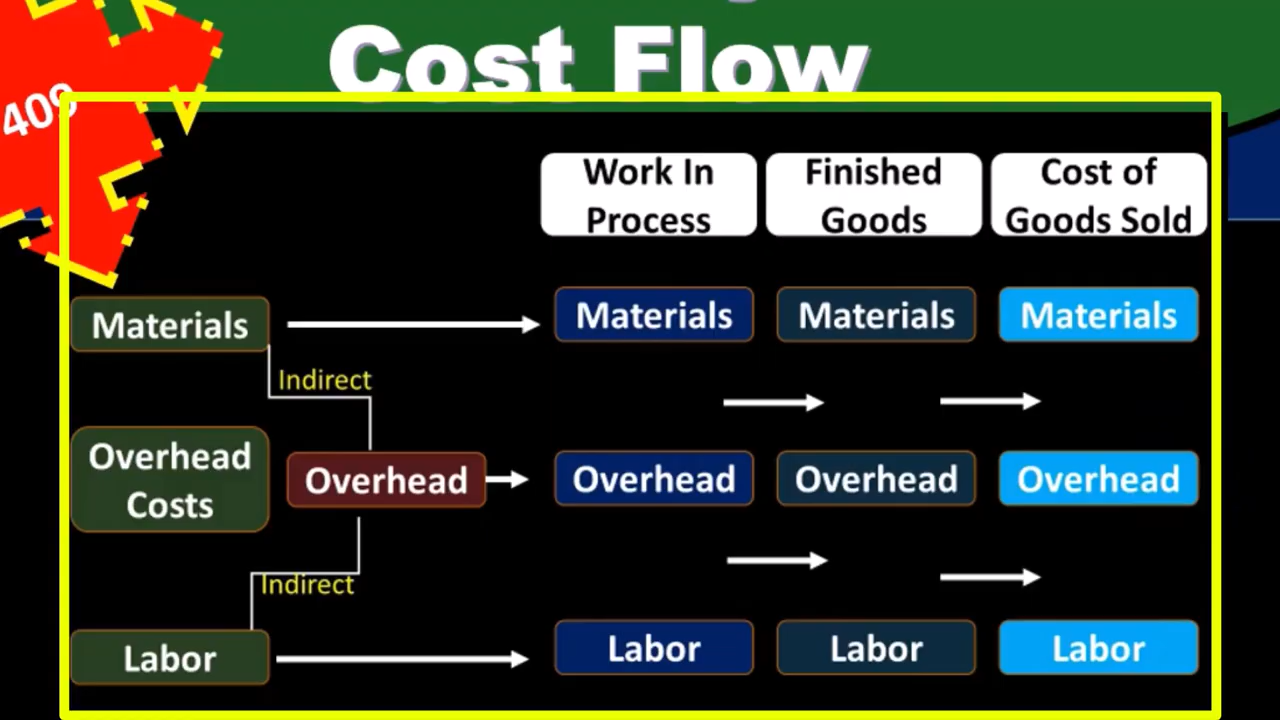 Cost Flow
409
Work In
Process
Finished
Goods
Cost of
Goods Sold
Materials
Materials
Materials
Materials
Indirect
Overhead
Costs
Overhead
Overhead
Overhead
Overhead
Indirect
Labor
Labor
Labor
Labor